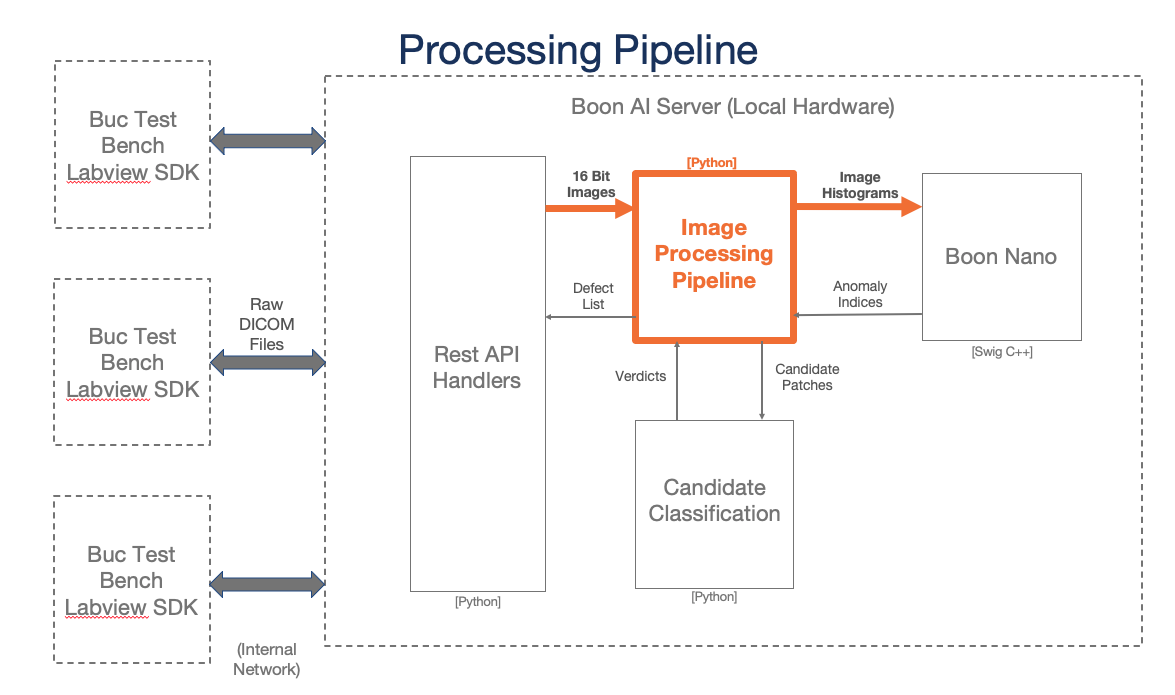 Processing Pipeline
Buc Test
Bench
Labview SDK
Buc Test
Bench
Labview SDK
Buc Test
Bench
Labview SDK
Raw
DICOM
Files
(Internal
Network)
Boon AI Server (Local Hardware)
Rest API
Handlers
[Python]
16 Bit
Images
Defect
List
[Python]
Image
Processing
Pipeline
Image
Histograms
Anomaly
Indices
Boon Nano
[Swig C++]
Verdicts
Candidate
Patches
Candidate
Classification
[Python]